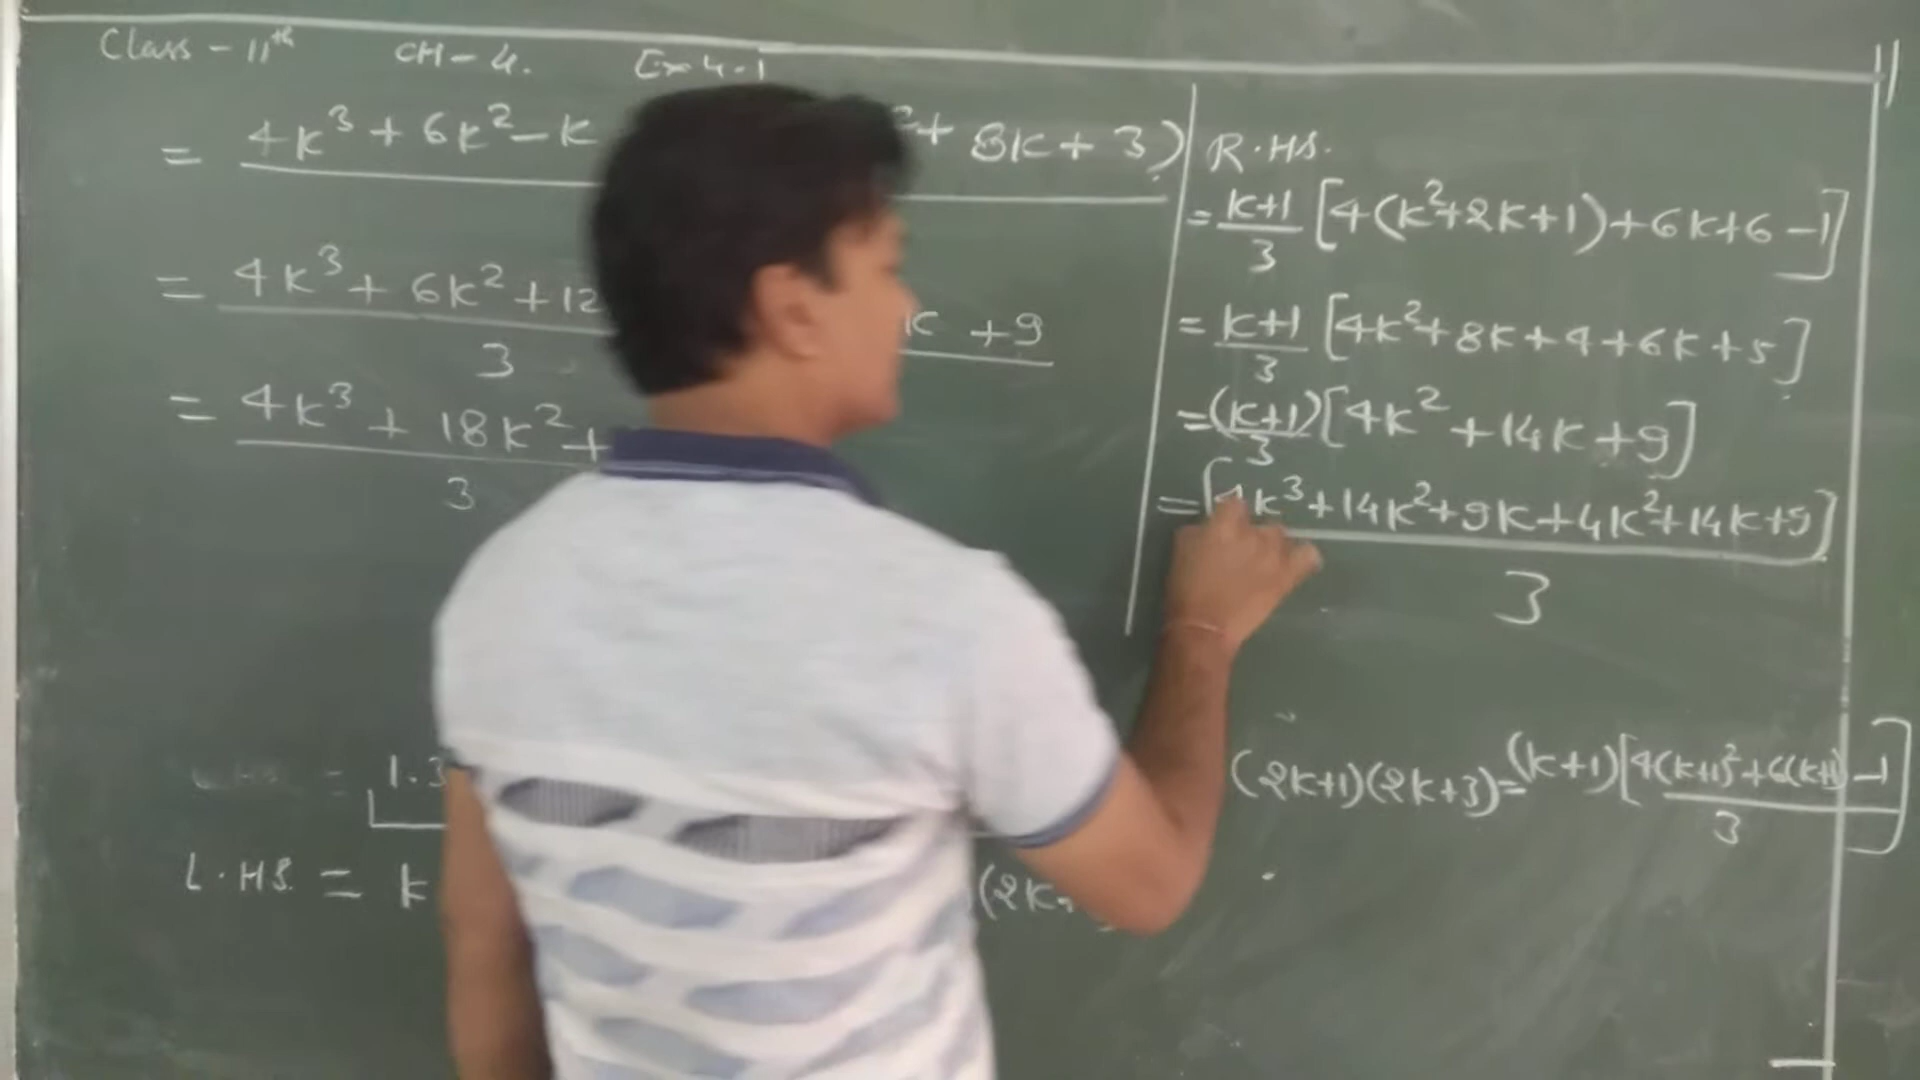 Class - 11th CH - 4. Ex 4.1
= 4k³ + 6k² - k ² + 8k + 3)
= 4k³ + 6k² + 12 k + 9
3
= 4k³ + 18k² +
3
L.H.S. = k (2k+
R.H.S.
= k+1/3 [4(k²+2k+1)+6k+6-1]
= k+1/3 [4k²+8k+4+6k+5]
= (k+1)/3 [4k²+14k+9]
= [4k³+14k²+9k+4k²+14k+9]
3
= 1.3 (2k+1)(2k+3)=(k+1)[4(k+1)²+6(k+1)-1]
3